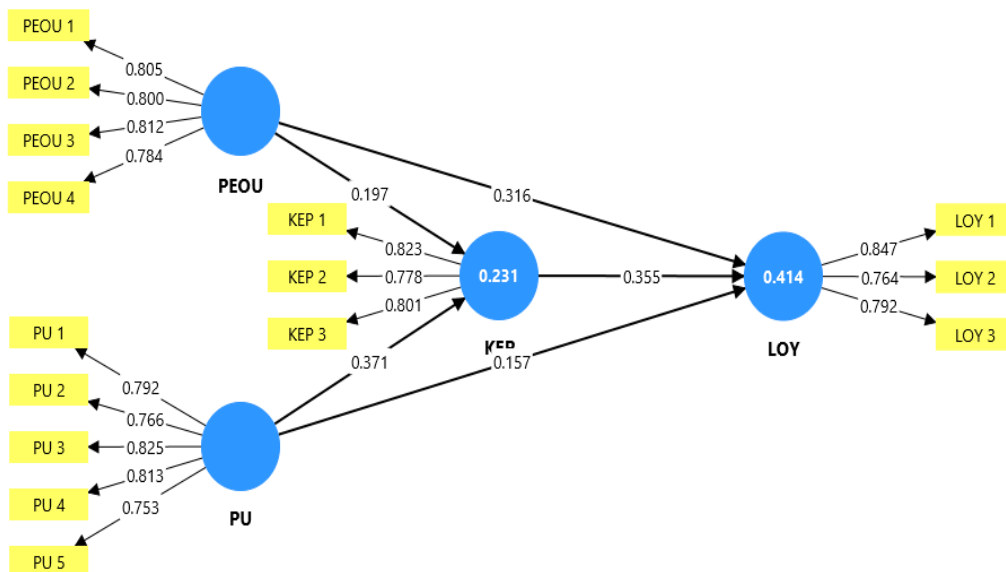 PEOU 1
PEOU 2
PEOU 3
PEOU 4
0.805
0.800
0.812
0.784
PEOU
0.197
0.316
KEP 1
KEP 2
KEP 3
0.823
0.778
0.801
0.231
0.355
0.414
LOY 1
LOY 2
LOY 3
0.847
0.764
0.792
LOY
PU 1
PU 2
PU 3
PU 4
PU 5
0.792
0.766
0.825
0.813
0.753
PU
0.371
0.157